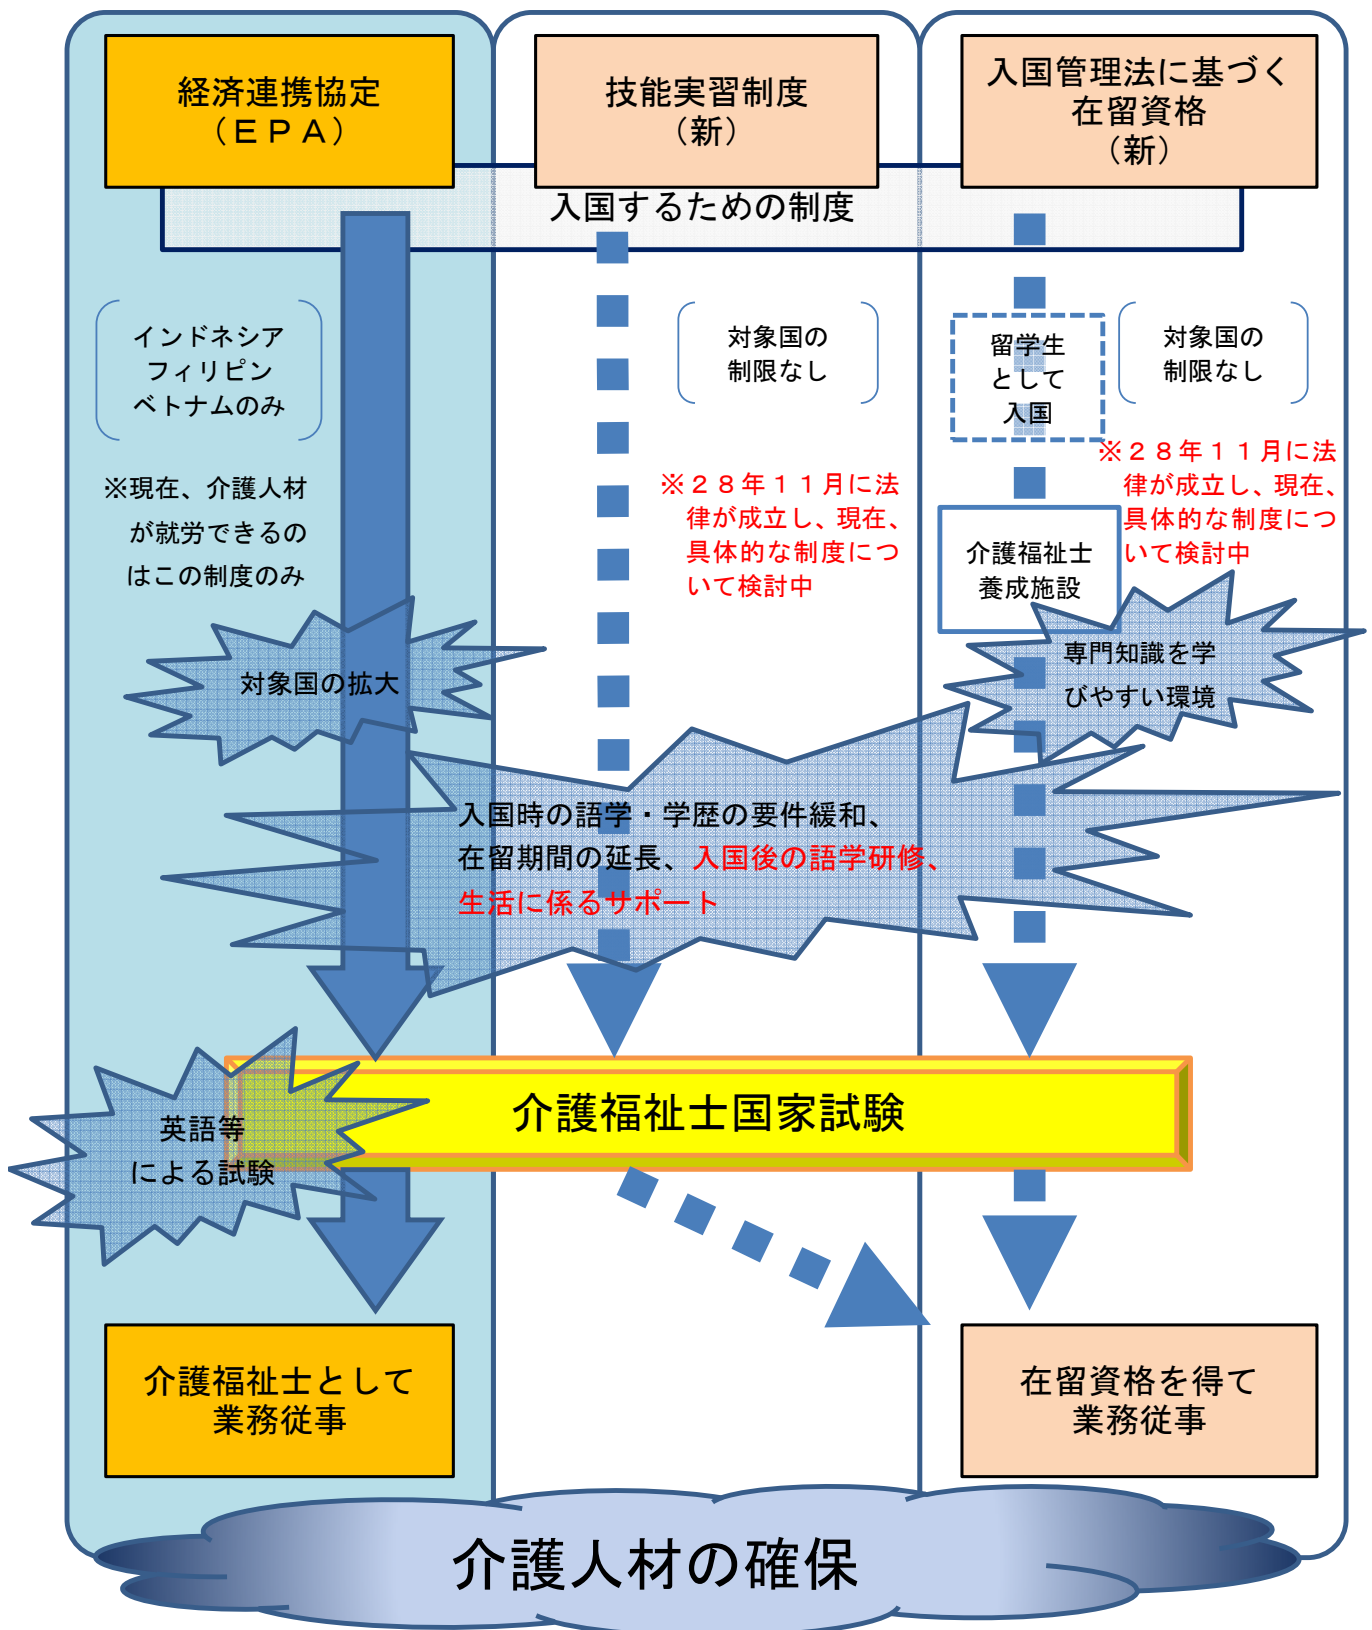 経済連携協定
（ＥＰＡ）
技能実習制度
（新）
入国管理法に基づく
在留資格
（新）
入国するための制度
インドネシア
フィリピン
ベトナムのみ
※現在、介護人材
が就労できるの
はこの制度のみ
対象国の
制限なし
※２８年１１月に法
律が成立し、現在、
具体的な制度につ
いて検討中
留学生
として
入国
対象国の
制限なし
※２８年１１月に法
律が成立し、現在、
具体的な制度につ
いて検討中
介護福祉士
養成施設
対象国の拡大
専門知識を学
びやすい環境
入国時の語学・学歴の要件緩和、
在留期間の延長、入国後の語学研修、
生活に係るサポート
介護福祉士国家試験
英語等
による試験
介護福祉士として
業務従事
在留資格を得て
業務従事
介護人材の確保